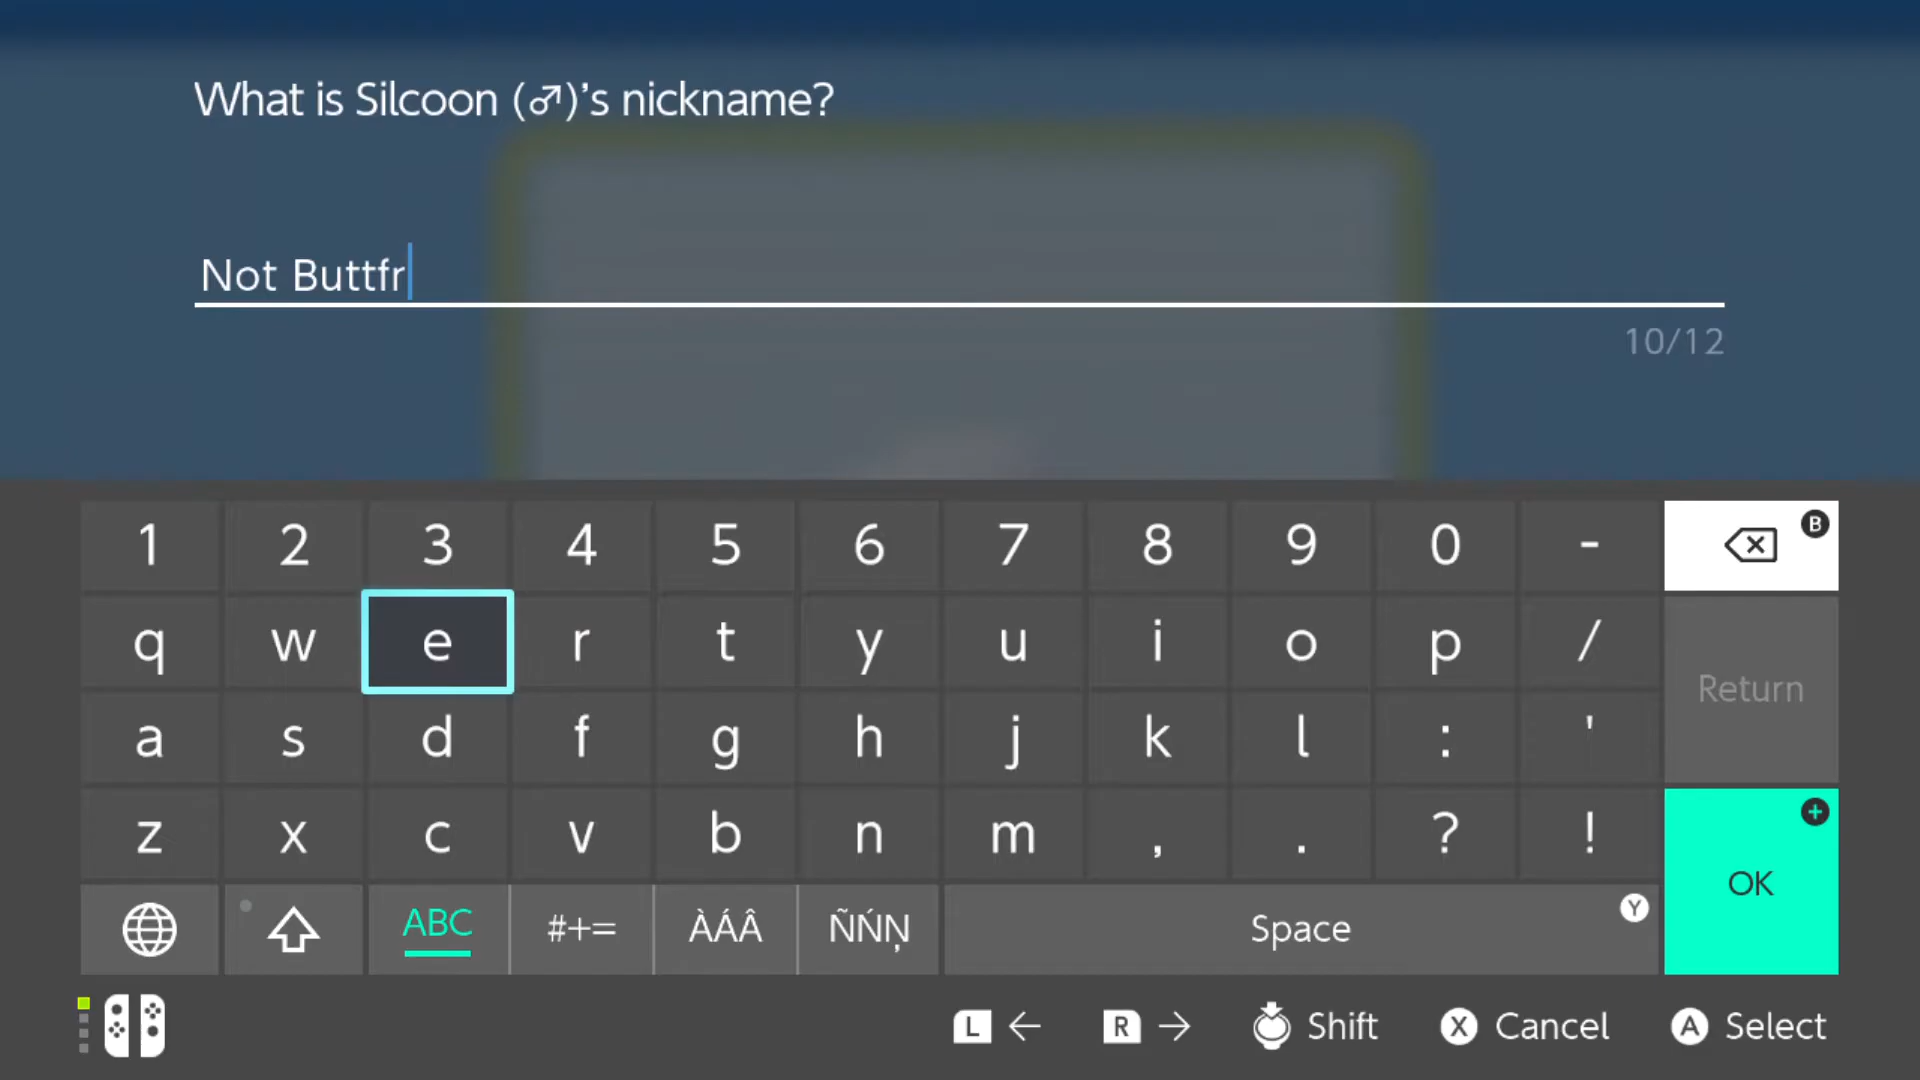 What is Silcoon (♂)'s nickname?
Not Buttfr
10/12
1 2 3 4 5 6 7 8 9 0 - B
q w e r t y u i o p /
Return
a s d f g h j k l : '
z x c v b n m , . ? ! +
OK
ABC #+= ÀÁÂ ÑŃŅ Space Y
L ← R → Shift X Cancel A Select